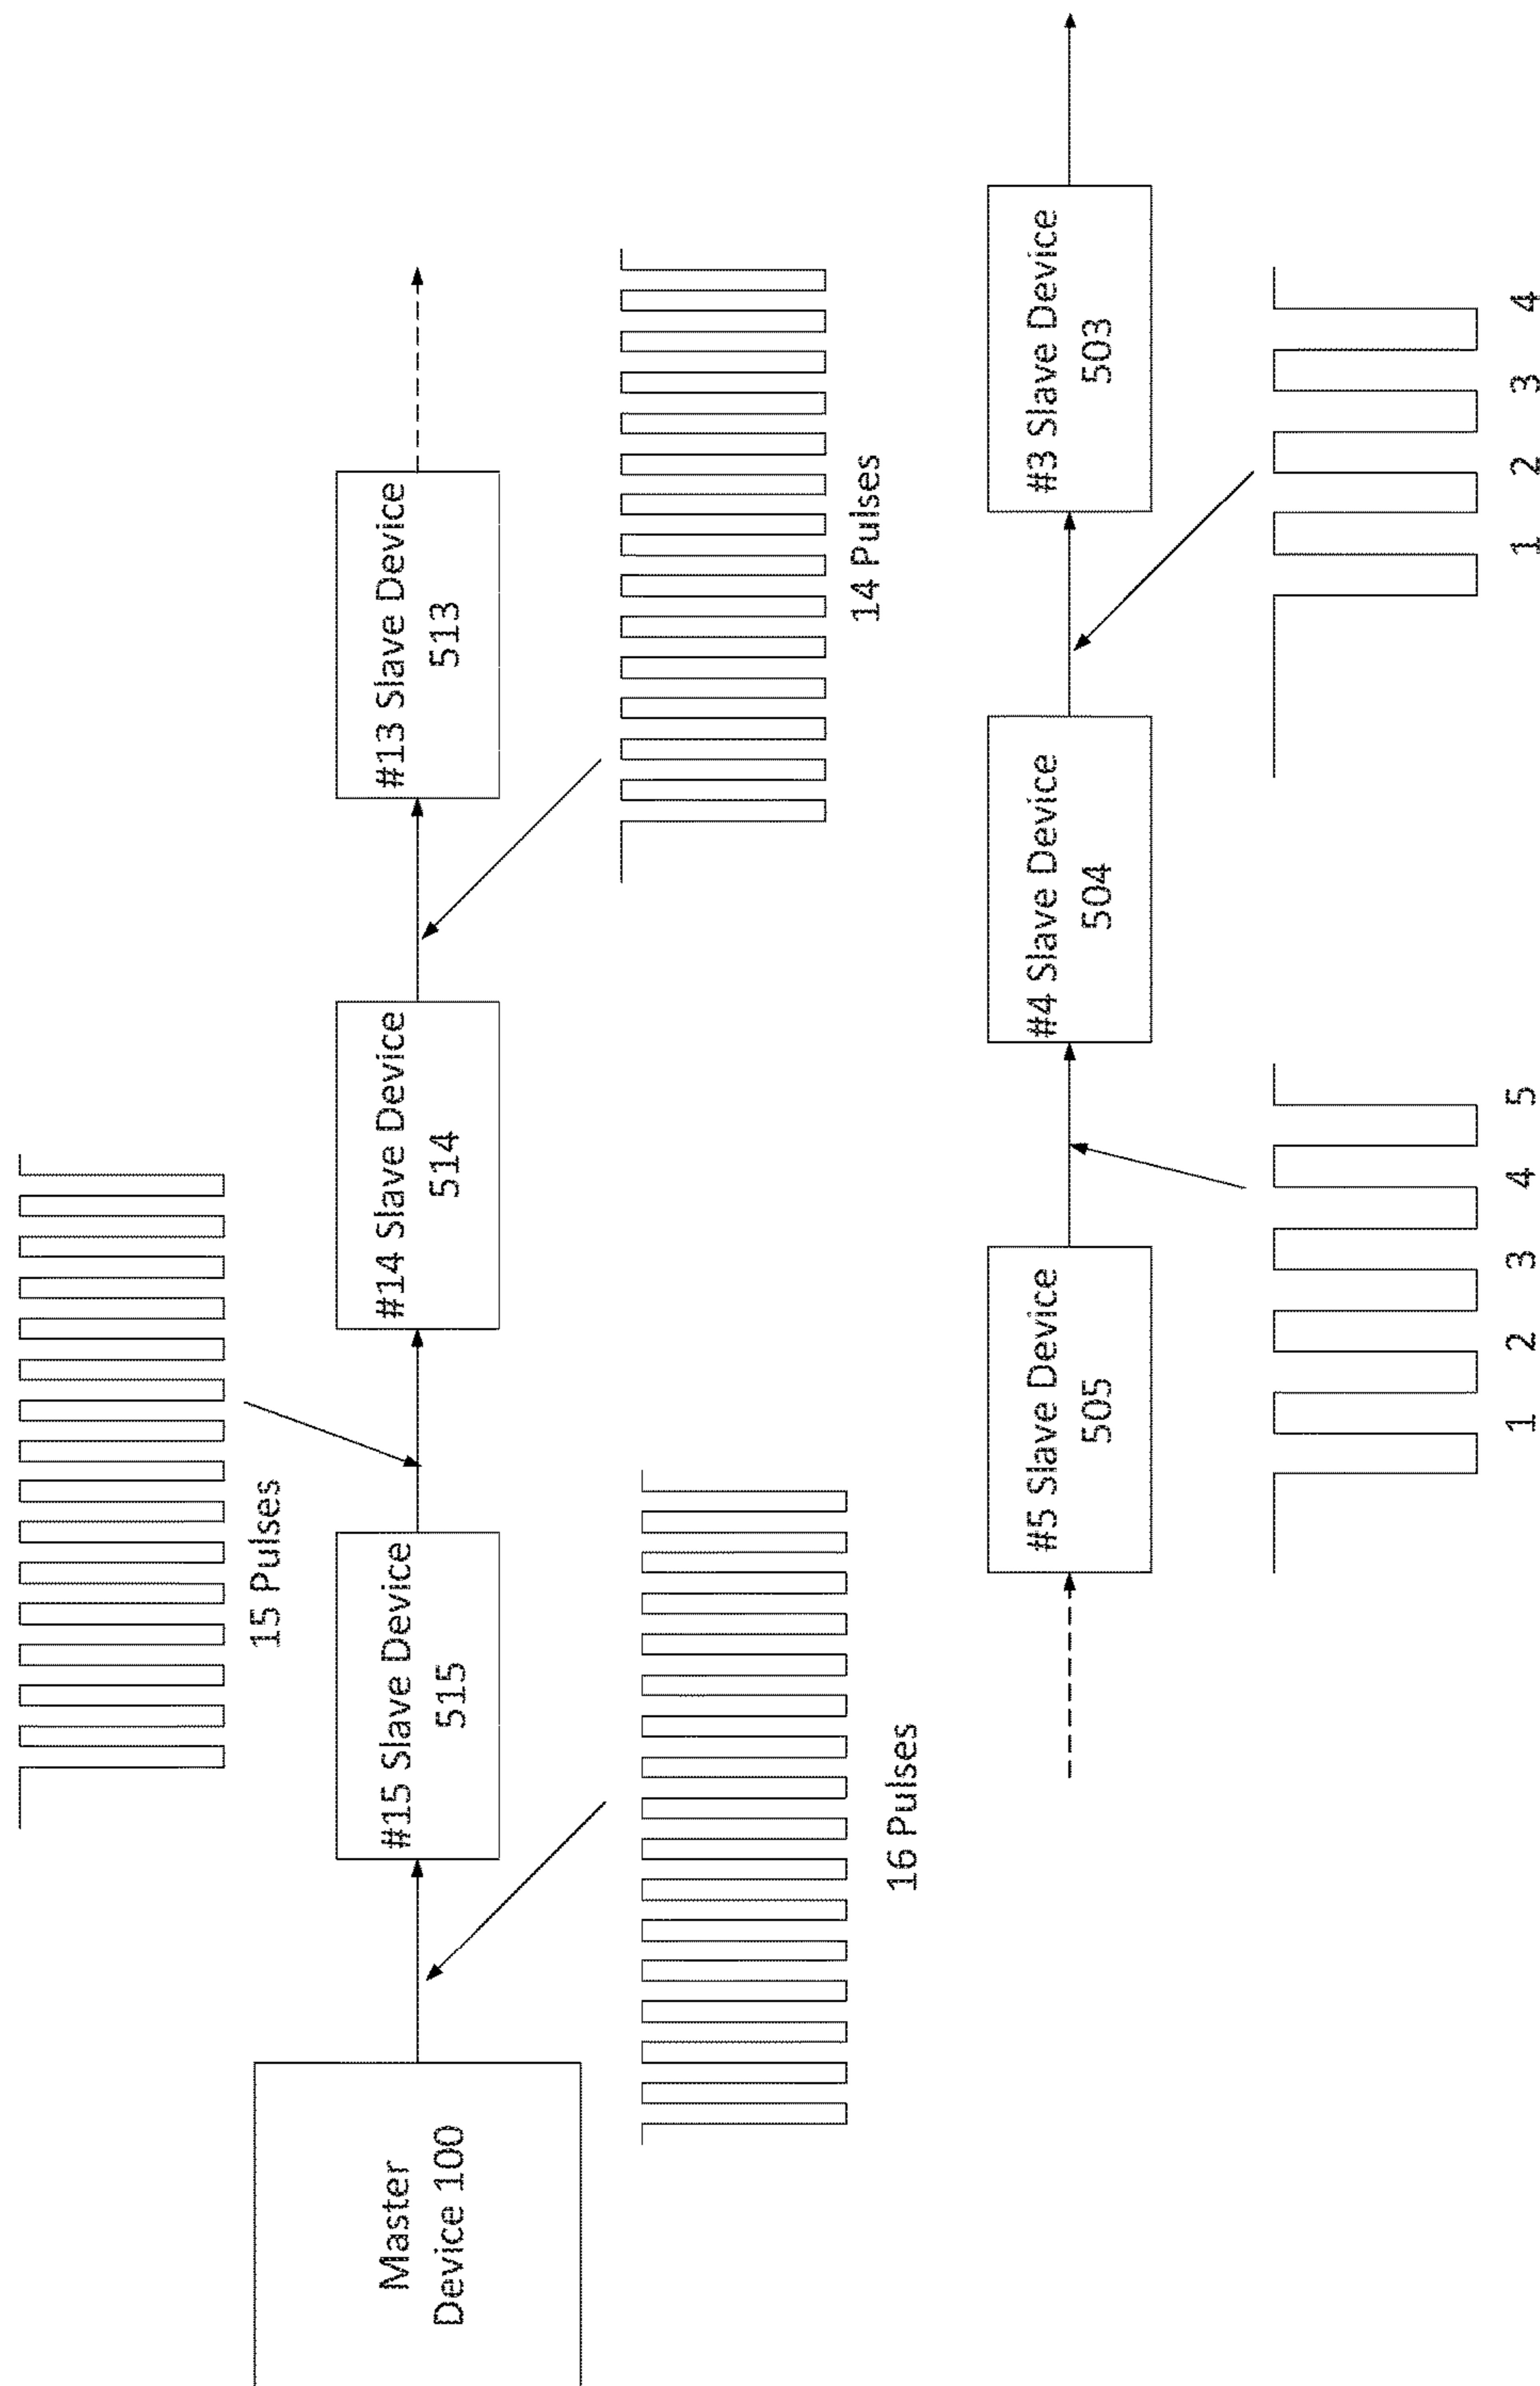 15 Pulses
Master
Device 100
#15 Slave Device
515
#14 Slave Device
514
#13 Slave Device
513
16 Pulses
14 Pulses
#5 Slave Device
505
#4 Slave Device
504
#3 Slave Device
503
1 2 3 4 5
1 2 3 4